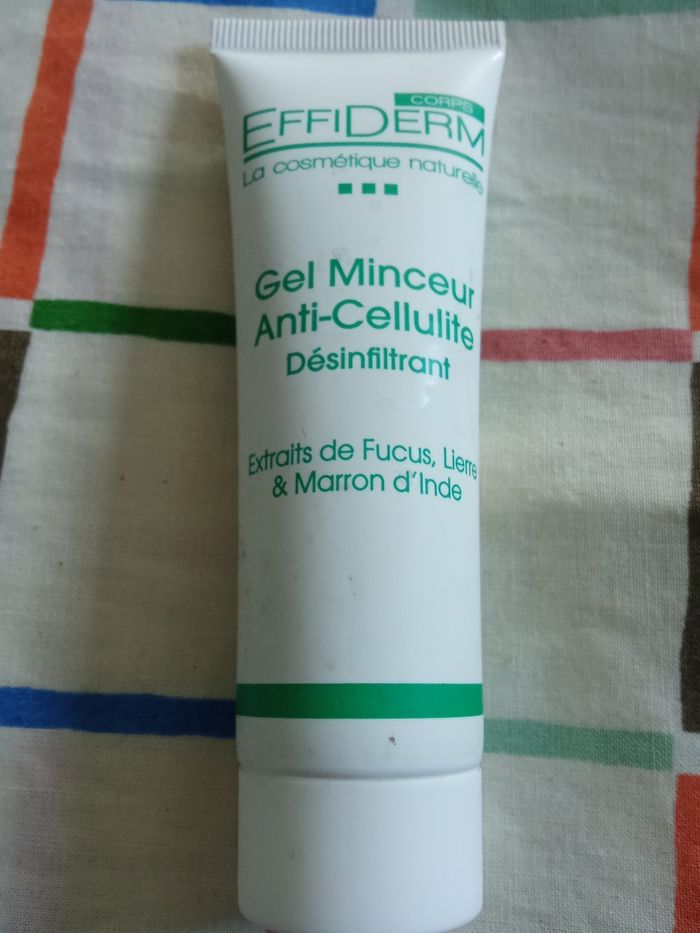 CORPS
EFFIDERM
La cosmétique naturelle
Gel Minceur
Anti-Cellulite
Désinfiltrant
Extraits de Fucus, Lierre
& Marron d'Inde